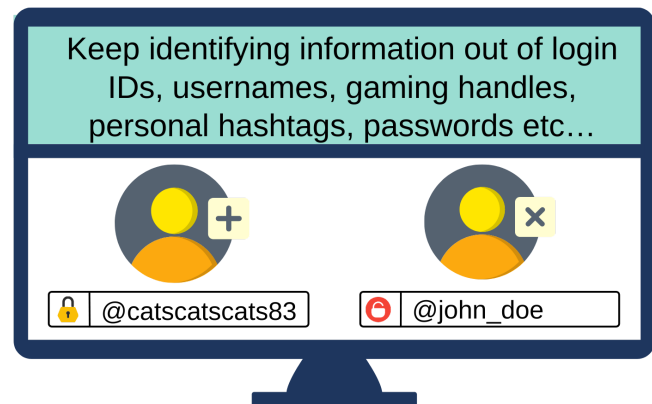 Keep identifying information out of login
IDs, usernames, gaming handles,
personal hashtags, passwords etc…
@catscatscats83
@john_doe